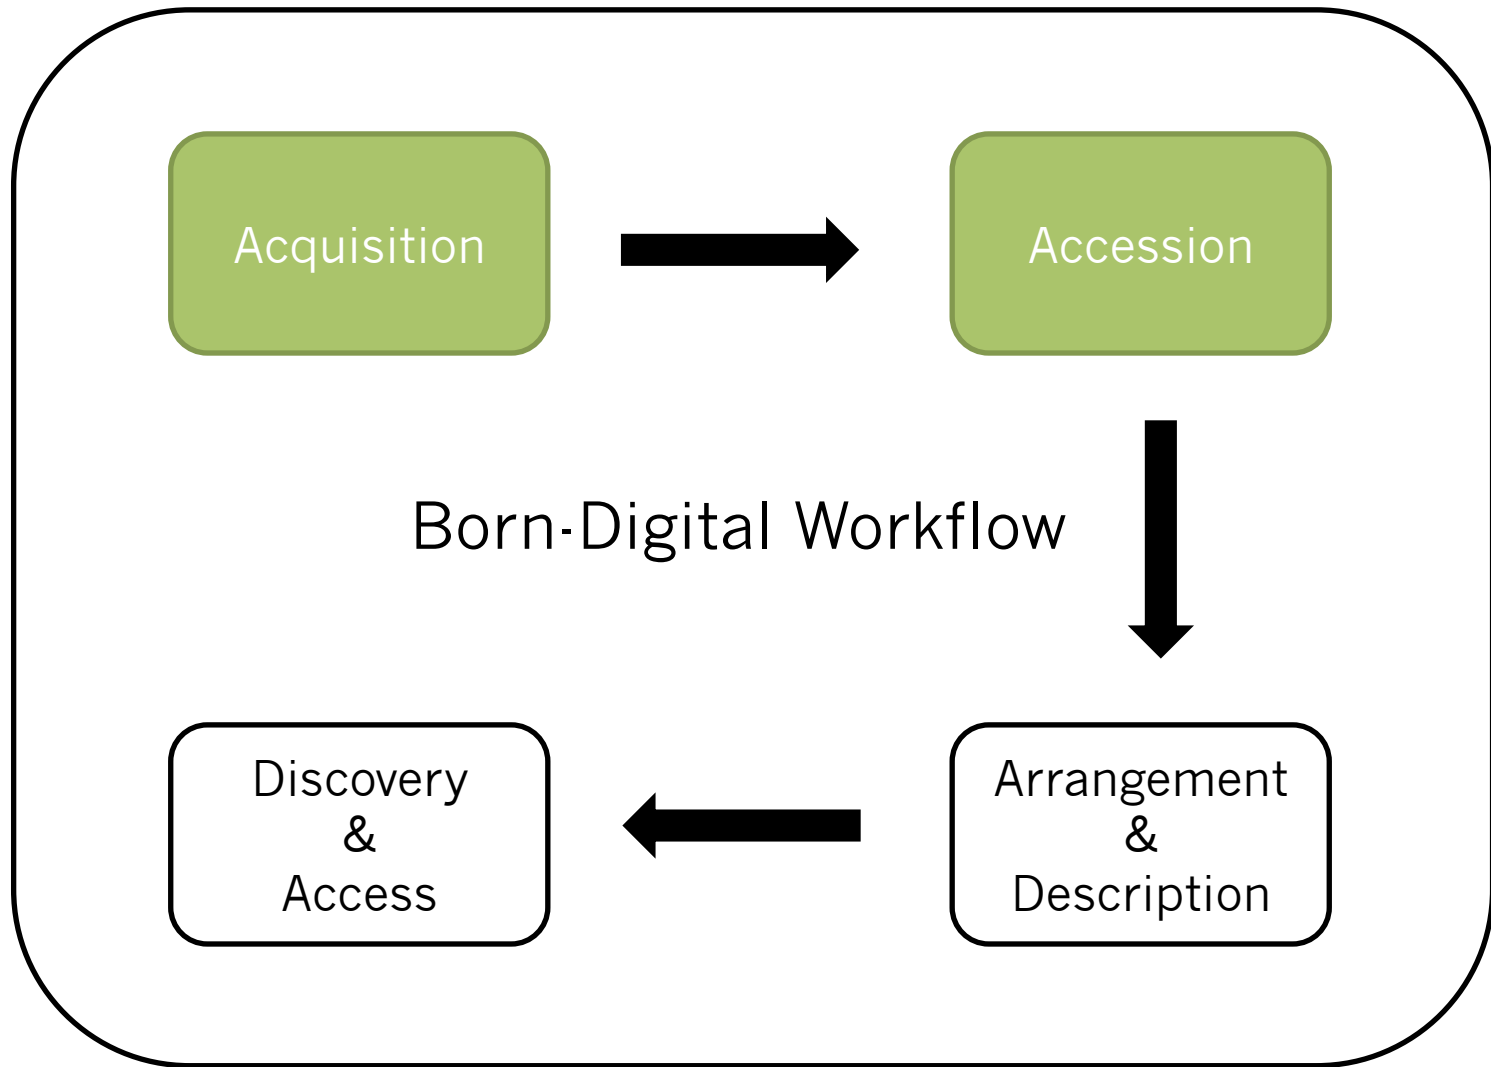 Acquisition
Accession
Born-Digital Workflow
Discovery
&
Access
Arrangement
&
Description